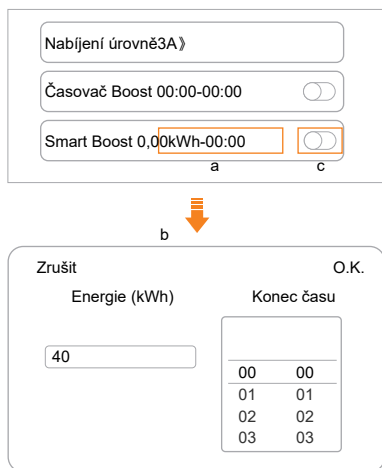 Nabíjení úrovně3A》
Časovač Boost 00:00-00:00
Smart Boost 0,00kWh-00:00
a c
b
Zrušit O.K.
Energie (kWh) Konec času
40
00 00
01 01
02 02
03 03